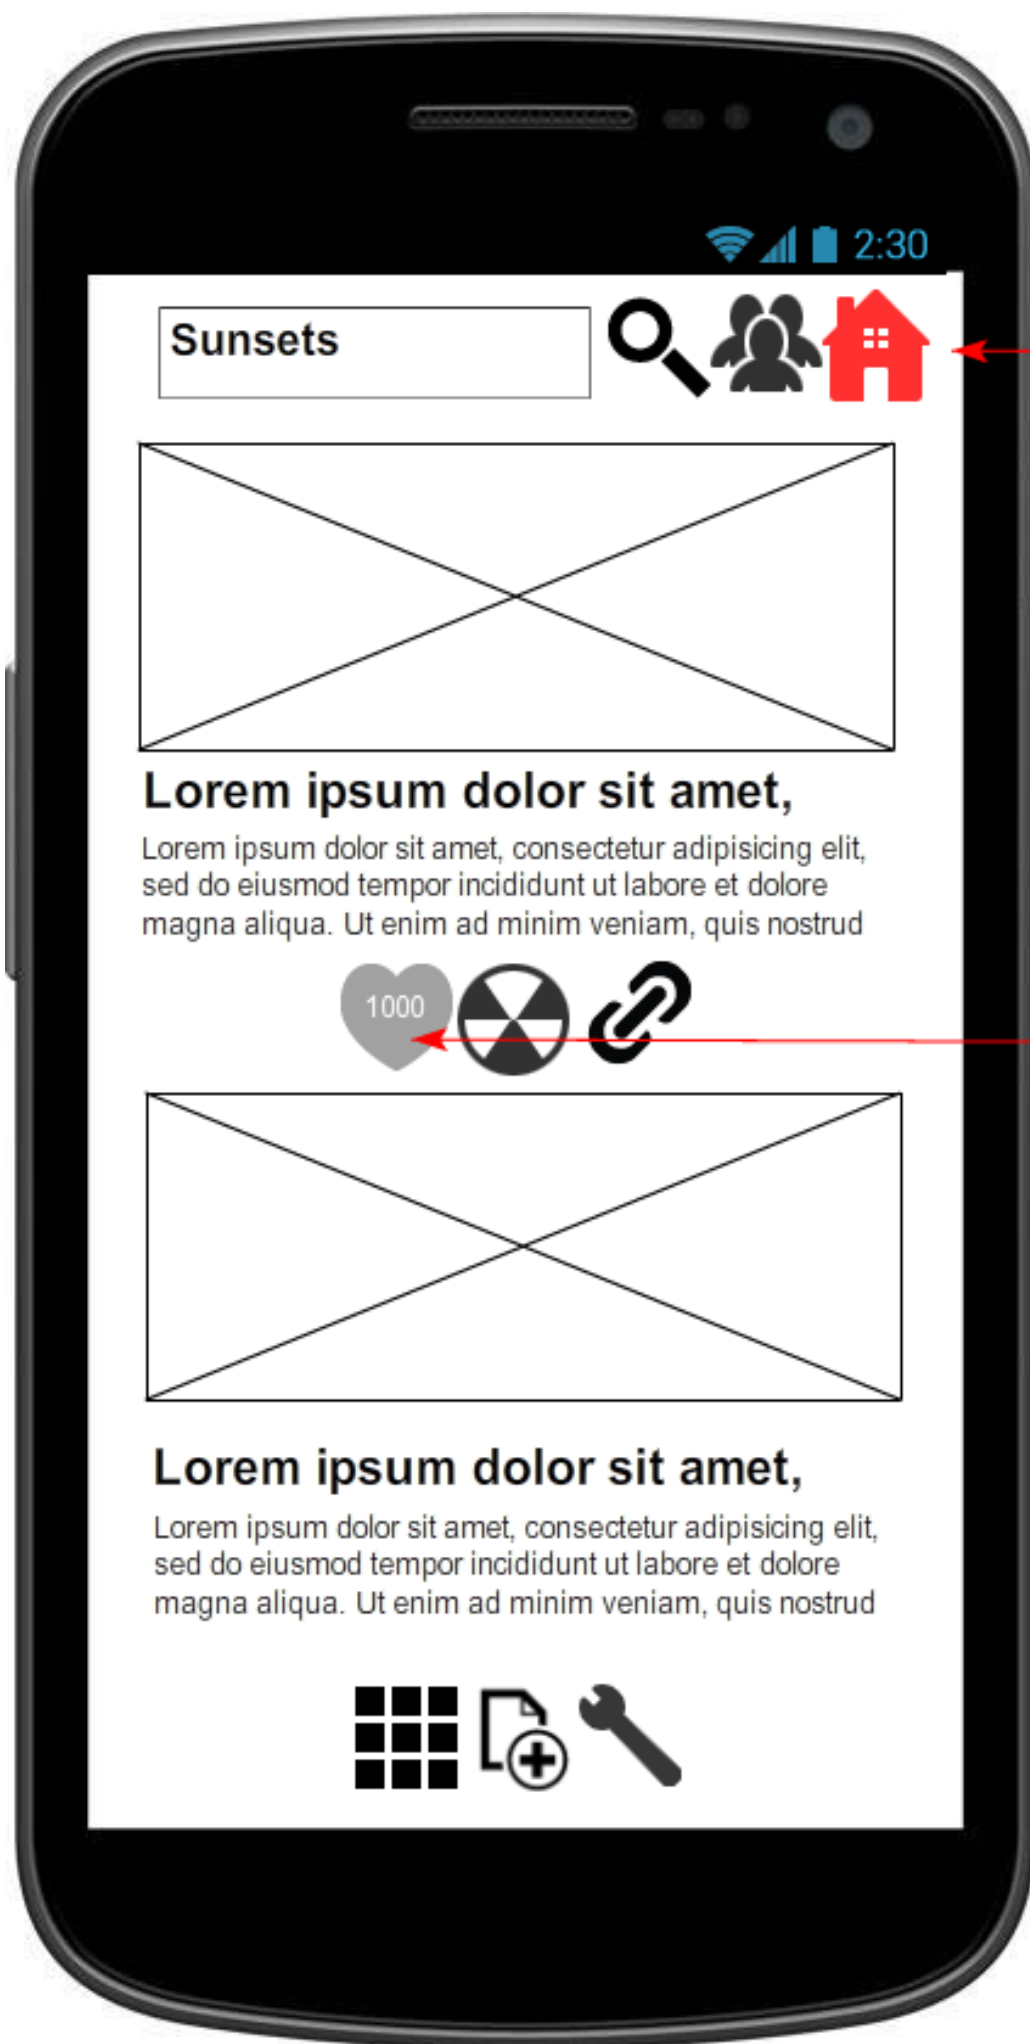 2:30
Sunsets
Lorem ipsum dolor sit amet,
Lorem ipsum dolor sit amet, consectetur adipisicing elit,
sed do eiusmod tempor incididunt ut labore et dolore
magna aliqua. Ut enim ad minim veniam, quis nostrud
1000
Lorem ipsum dolor sit amet,
Lorem ipsum dolor sit amet, consectetur adipisicing elit,
sed do eiusmod tempor incididunt ut labore et dolore
magna aliqua. Ut enim ad minim veniam, quis nostrud